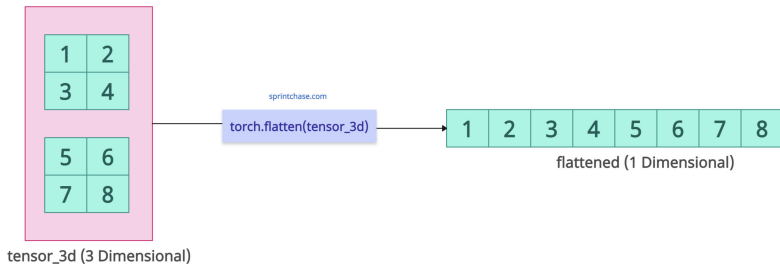 1 2
3 4
5 6
7 8
tensor_3d (3 Dimensional)
sprintchase.com
torch.flatten(tensor_3d)
1 2 3 4 5 6 7 8
flattened (1 Dimensional)